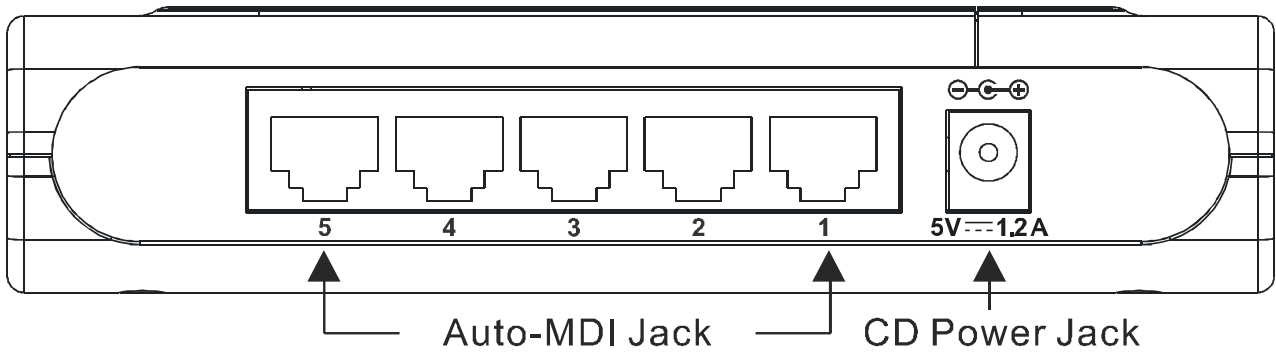 5 4 3 2 1 5V⎓1.2A
Auto-MDI Jack CD Power Jack